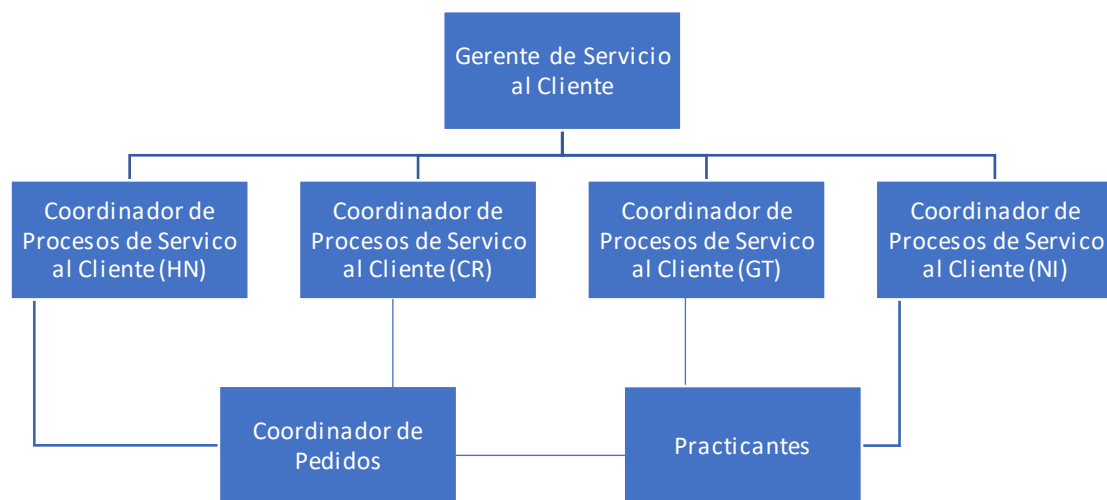 Gerente de Servicio
al Cliente
Coordinador de
Procesos de Servico
al Cliente (HN)
Coordinador de
Procesos de Servico
al Cliente (CR)
Coordinador de
Procesos de Servico
al Cliente (GT)
Coordinador de
Procesos de Servico
al Cliente (NI)
Coordinador de
Pedidos
Practicantes